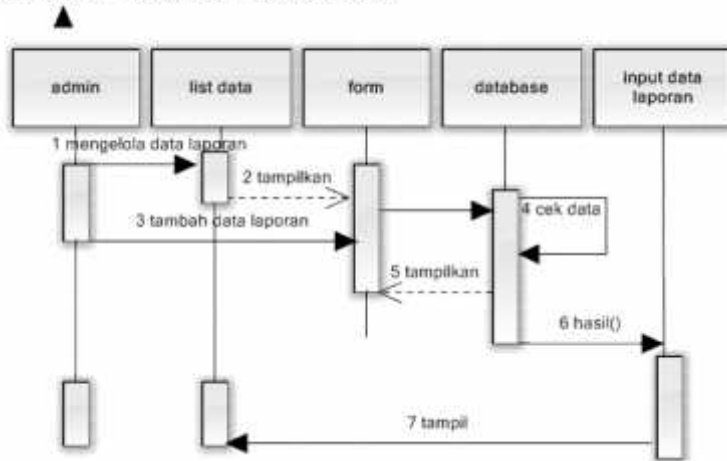 admin
list data
form
database
input data
laporan
1 mengelola data laporan
2 tampilkan
3 tambah data laporan
4 cek data
5 tampilkan
6 hasil()
7 tampil